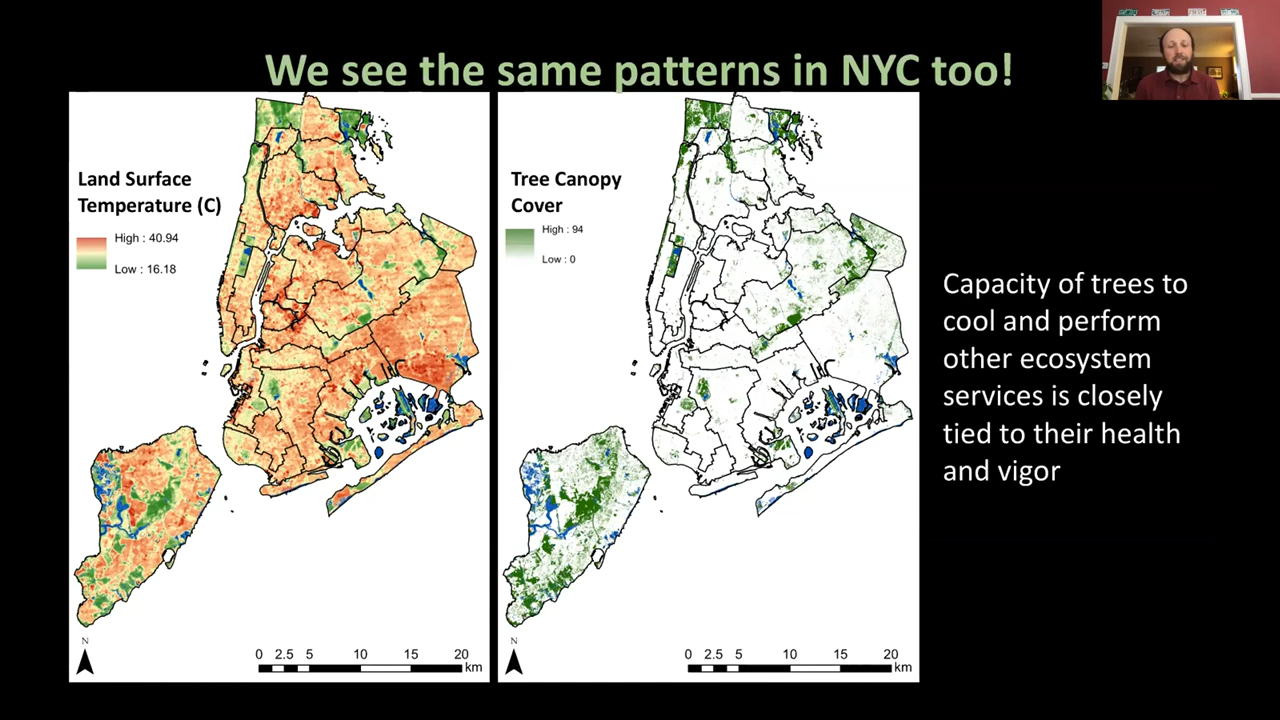 We see the same patterns in NYC too!
Land Surface
Temperature (C)
High : 40.94
Low : 16.18
N
0 2.5 5 10 15 20
km
Tree Canopy
Cover
High : 94
Low : 0
N
0 2.5 5 10 15 20
km
Capacity of trees to
cool and perform
other ecosystem
services is closely
tied to their health
and vigor